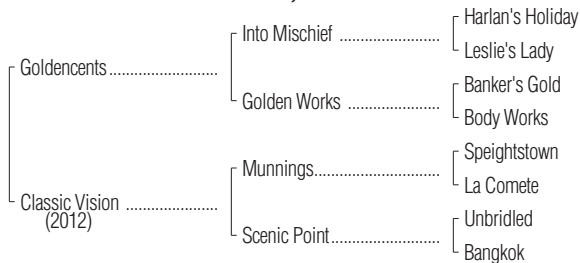 Harlan's Holiday
Into Mischief ....................
Leslie's Lady
Goldencents......................
Banker's Gold
Golden Works ................
Body Works
Speightstown
Munnings.........................
La Comete
Classic Vision ..................
(2012)
Unbridled
Scenic Point.....................
Bangkok